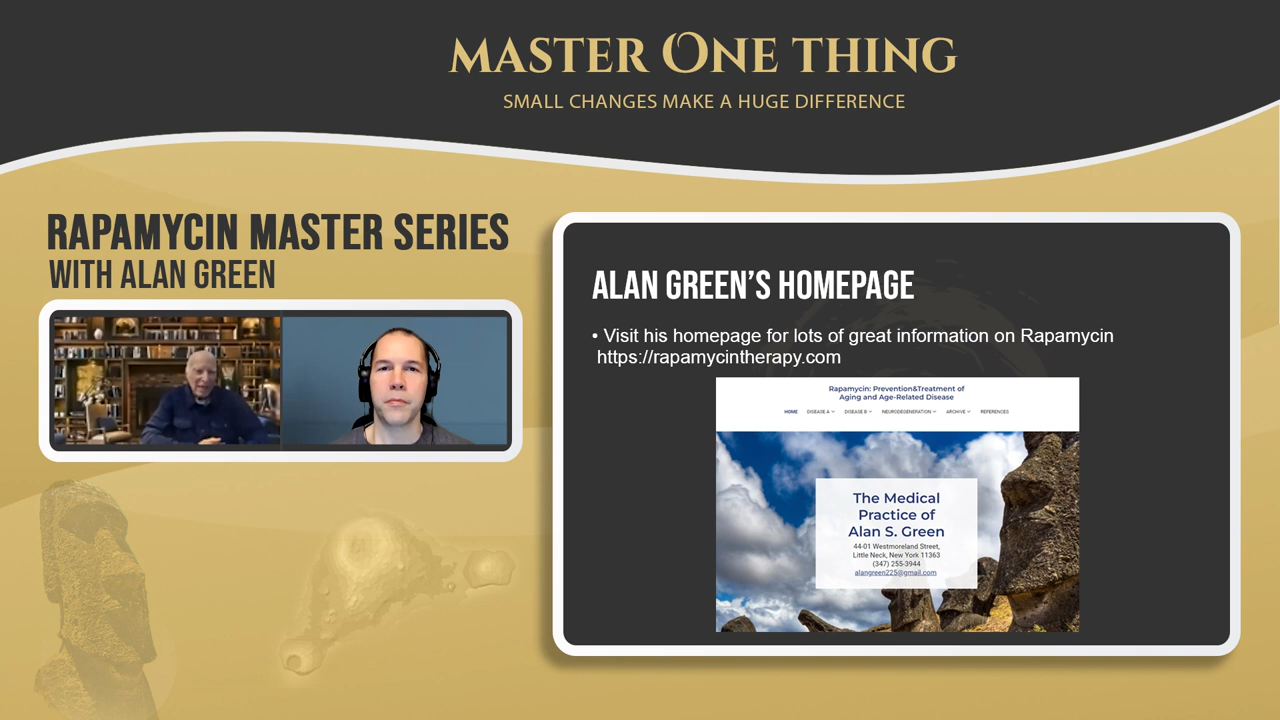 MASTER ONE THING
SMALL CHANGES MAKE A HUGE DIFFERENCE
RAPAMYCIN MASTER SERIES
WITH ALAN GREEN
ALAN GREEN'S HOMEPAGE
• Visit his homepage for lots of great information on Rapamycin
https://rapamycintherapy.com
Rapamycin: Prevention&Treatment of
Aging and Age-Related Disease
HOME DISEASE A DISEASE B NEURODEGENERATION ARCHIVE REFERENCES
The Medical
Practice of
Alan S. Green
44-01 Westmoreland Street,
Little Neck, New York 11363
(347) 255-3944
alangreen225@gmail.com